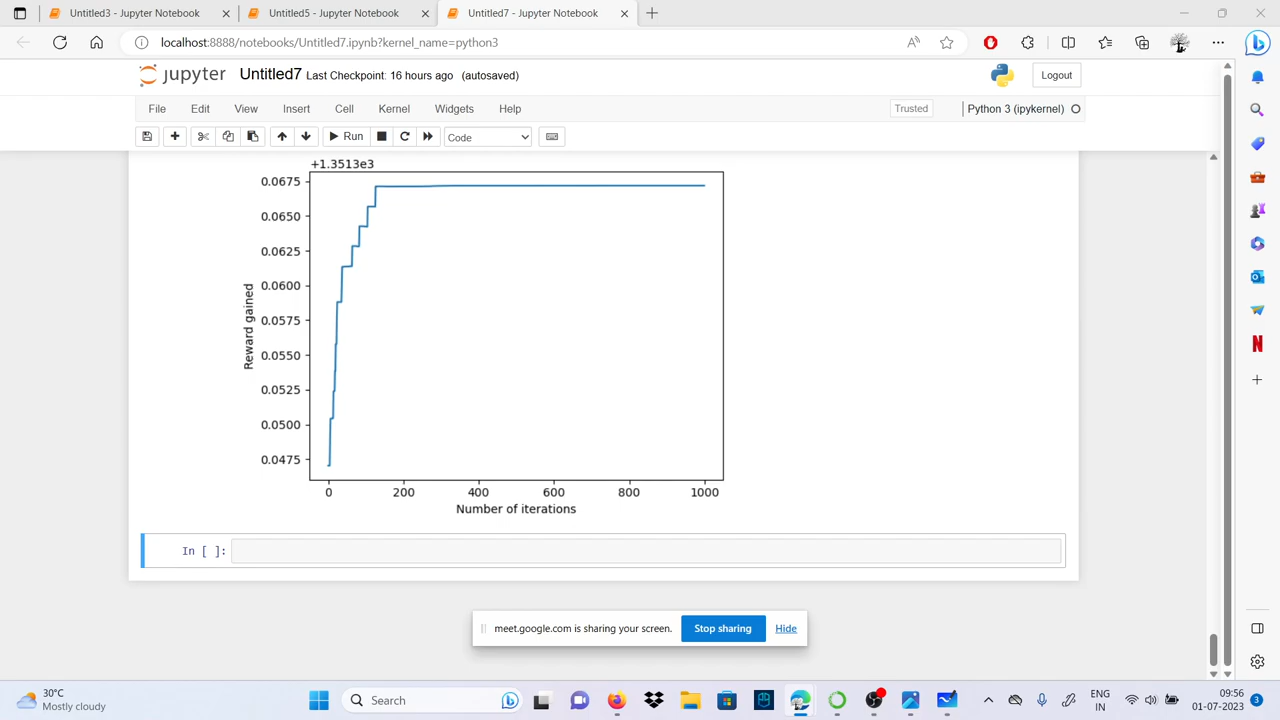 Untitled3 - Jupyter Notebook
Untitled5 - Jupyter Notebook
Untitled7 - Jupyter Notebook
localhost:8888/notebooks/Untitled7.ipynb?kernel_name=python3
jupyter Untitled7 Last Checkpoint: 16 hours ago (autosaved)
Logout
File Edit View Insert Cell Kernel Widgets Help
Trusted
Python 3 (ipykernel)
Run
Code
+1.3513e3
0.0675
0.0650
0.0625
0.0600
0.0575
0.0550
0.0525
0.0500
0.0475
Reward gained
0 200 400 600 800 1000
Number of iterations
In [ ]:
meet.google.com is sharing your screen.
Stop sharing
Hide
30°C
Mostly cloudy
Search
ENG
IN
09:56
01-07-2023
3